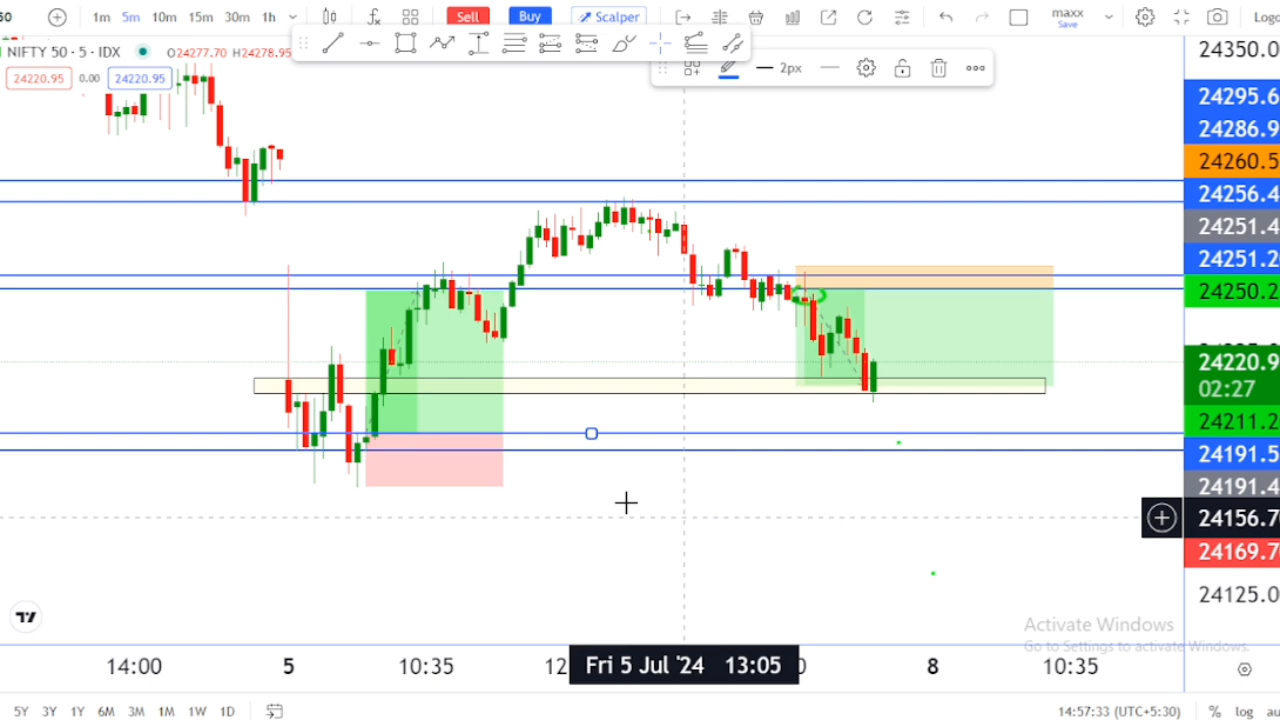 50 1m 5m 10m 15m 30m 1h Sell Buy Scalper maxx Save
NIFTY 50 · 5 · IDX O24277.70 H24278.95
24220.95 0.00 24220.95
2px
24350.0
24295.6
24286.9
24260.5
24256.4
24251.4
24251.2
24250.2
24220.9
02:27
24211.2
24191.5
24191.4
24156.7
24169.7
24125.0
Activate Windows
Go to Settings to activate Windows.
14:00 5 10:35 12 Fri 5 Jul '24 13:05 0 8 10:35
5Y 3Y 1Y 6M 3M 1M 1W 1D 14:57:33 (UTC+5:30) % log